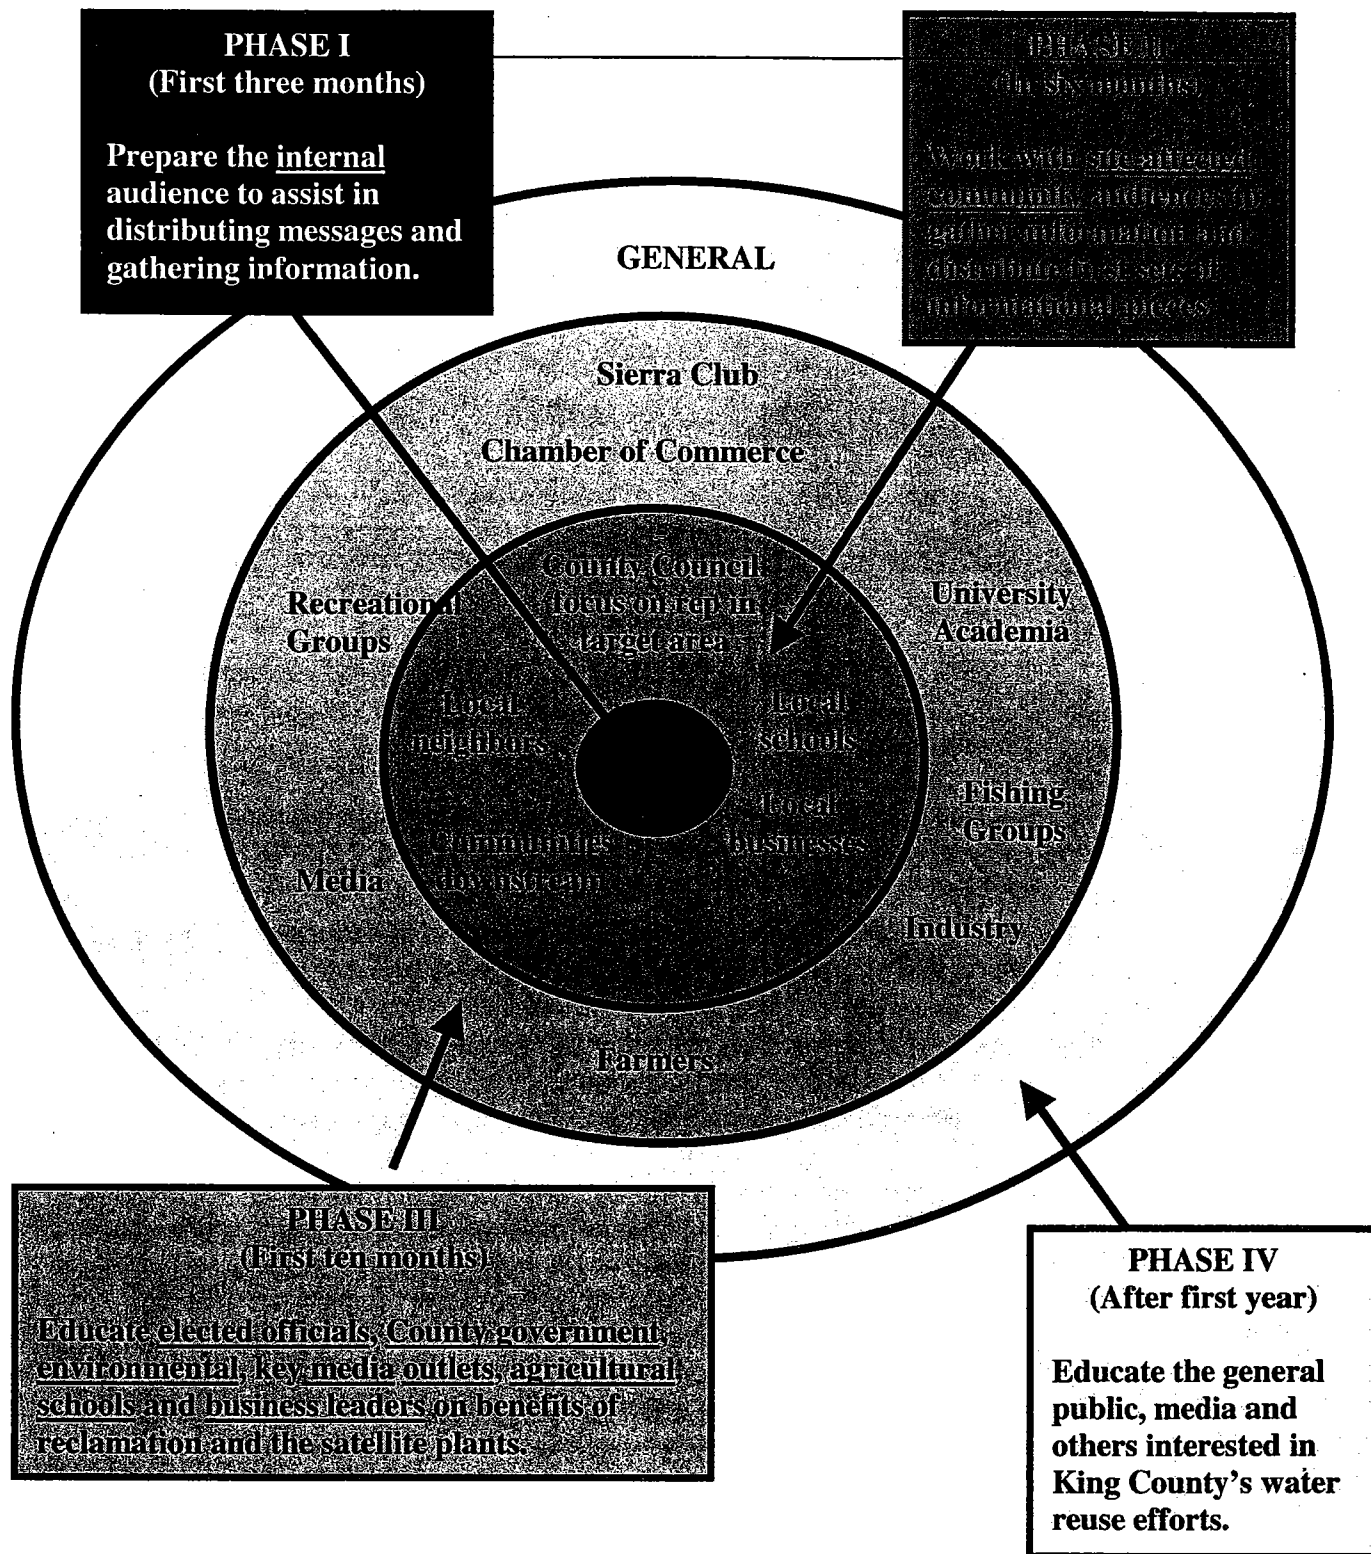 PHASE I
(First three months)
Prepare the internal
audience to assist in
distributing messages and
gathering information.
PHASE II
(In six months)
Work with site-affected
community audiences to
gather information and
distribute first sets of
informational pieces
GENERAL
Sierra Club
Chamber of Commerce
Recreational
Groups
County Council
focus on rep in
target area
University
Academia
Local
neighbors
Local
schools
Fishing
Groups
Local
businesses
Communities
downstream
Media
Industry
Farmers
PHASE III
(First ten months)
Educate elected officials, County government,
environmental, key media outlets, agricultural
schools and business leaders on benefits of
reclamation and the satellite plants.
PHASE IV
(After first year)
Educate the general
public, media and
others interested in
King County's water
reuse efforts.